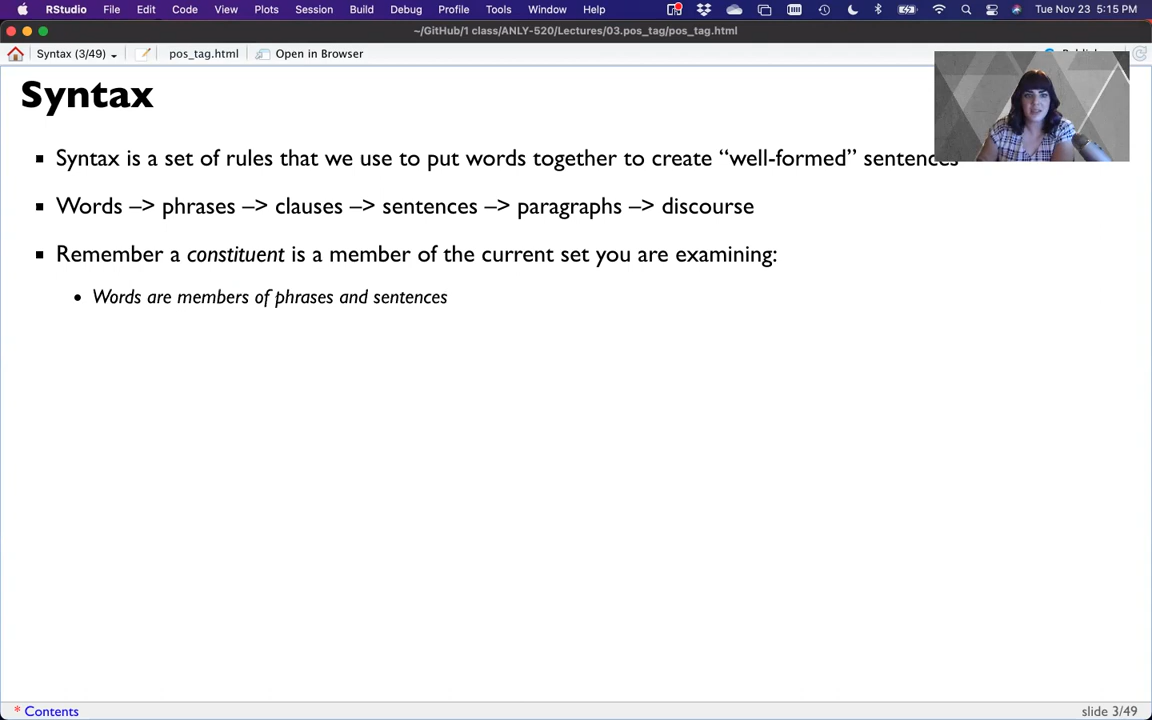 RStudio File Edit Code View Plots Session Build Debug Profile Tools Window Help Tue Nov 23 5:15 PM
~/GitHub/1 class/ANLY-520/Lectures/03.pos_tag/pos_tag.html
Syntax (3/49) pos_tag.html Open in Browser
Syntax
▪ Syntax is a set of rules that we use to put words together to create “well-formed” sentences
▪ Words –> phrases –> clauses –> sentences –> paragraphs –> discourse
▪ Remember a constituent is a member of the current set you are examining:
• Words are members of phrases and sentences
* Contents slide 3/49